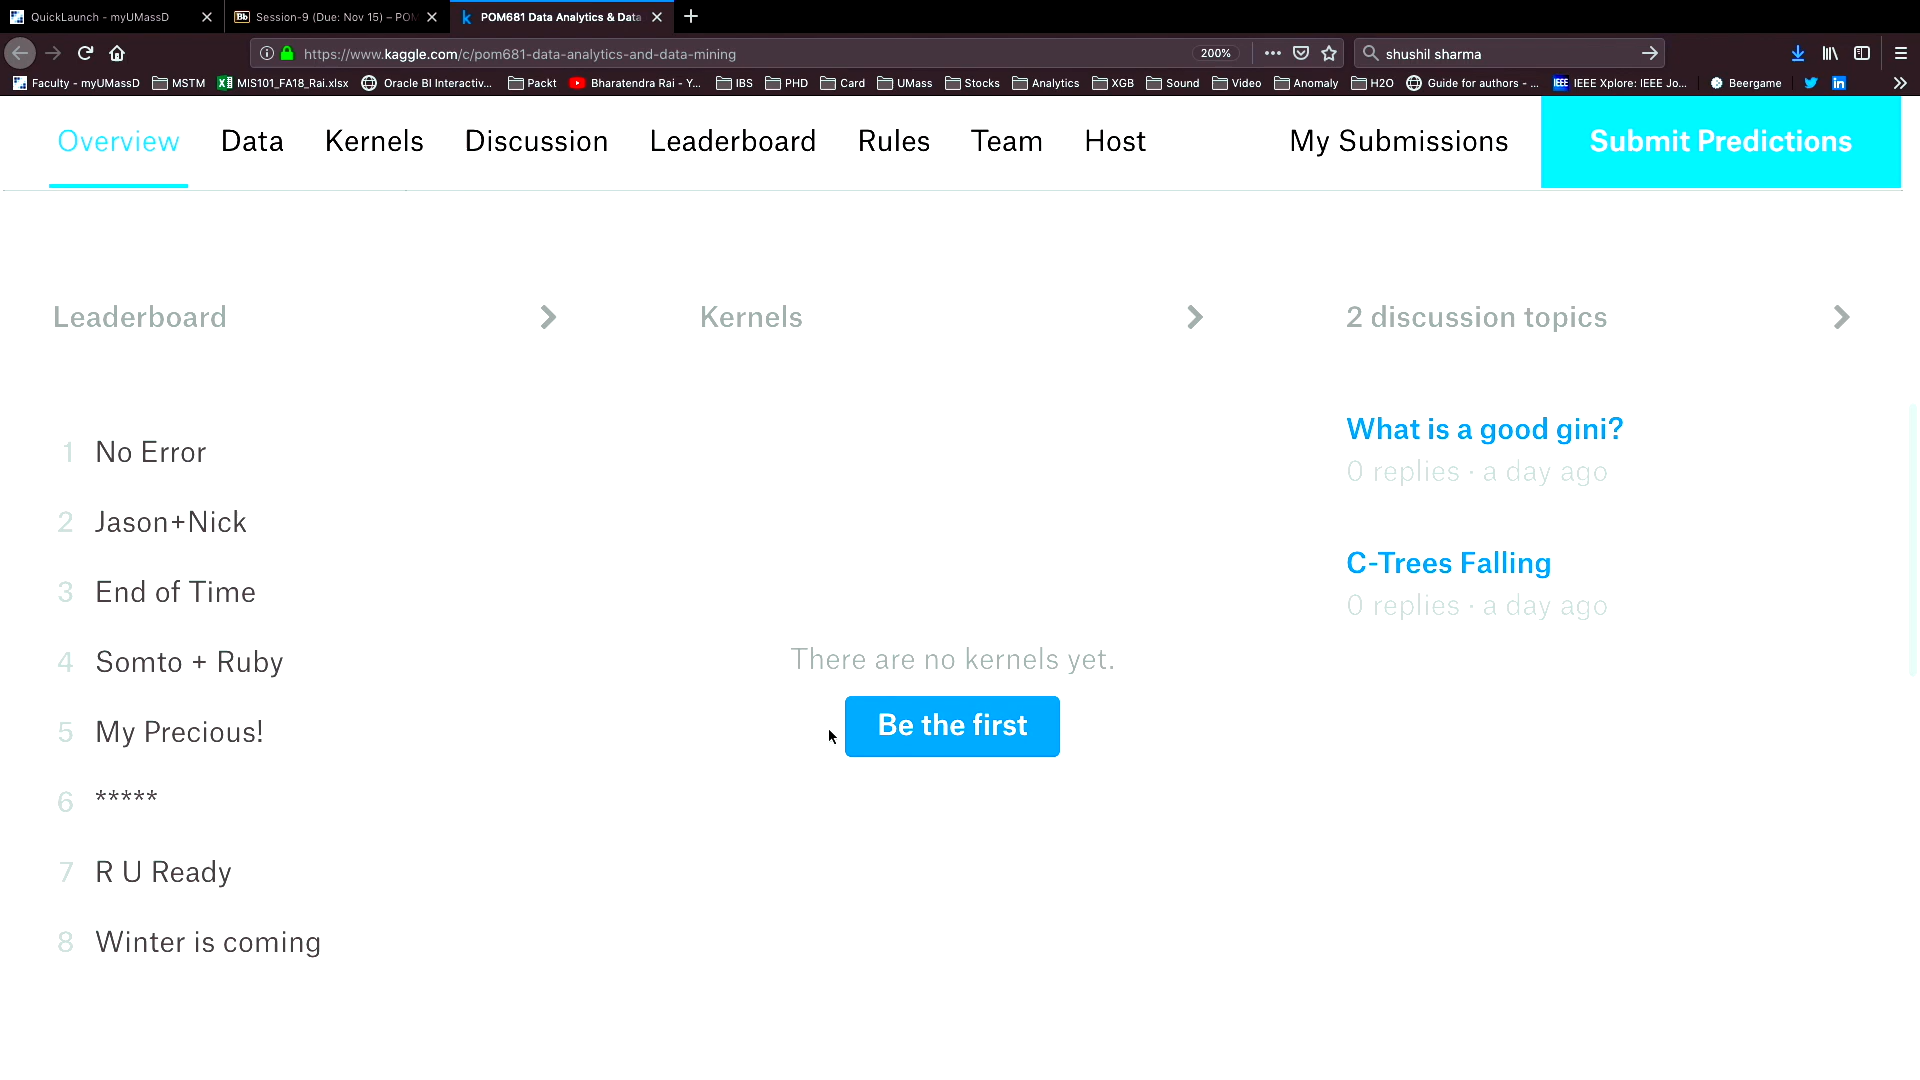 QuickLaunch - myUMassD
Bb Session-9 (Due: Nov 15) – POM
k POM681 Data Analytics & Data
https://www.kaggle.com/c/pom681-data-analytics-and-data-mining
200%
shushil sharma
Faculty - myUMassD
MSTM
MIS101_FA18_Rai.xlsx
Oracle BI Interactiv...
Packt
Bharatendra Rai - Y...
IBS
PHD
Card
UMass
Stocks
Analytics
XGB
Sound
Video
Anomaly
H2O
Guide for authors - ...
IEEE IEEE Xplore: IEEE Jo...
Beergame
in
Overview
Data
Kernels
Discussion
Leaderboard
Rules
Team
Host
My Submissions
Submit Predictions
Leaderboard
1 No Error
2 Jason+Nick
3 End of Time
4 Somto + Ruby
5 My Precious!
6 *****
7 R U Ready
8 Winter is coming
Kernels
There are no kernels yet.
Be the first
2 discussion topics
What is a good gini?
0 replies · a day ago
C-Trees Falling
0 replies · a day ago